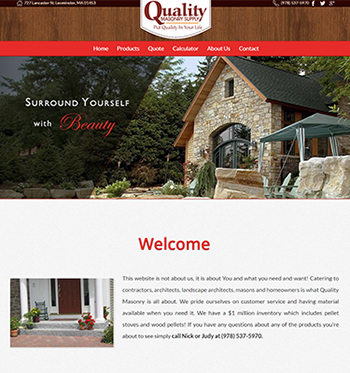 727 Lancaster St. Leominster, MA 01453
(978) 537-5970
Quality
MASONRY SUPPLY
Put Quality In Your Life
Home Products Quote Calculator About Us Contact
SURROUND YOURSELF
with Beauty
Welcome
This website is not about us, it is about You and what you need and want! Catering to
contractors, architects, landscape architects, masons and homeowners is what Quality
Masonry is all about. We pride ourselves on customer service and having material
available when you need it. We have a $1 million inventory which includes pellet
stoves and wood pellets! If you have any questions about any of the products you're
about to see simply call Nick or Judy at (978) 537-5970.